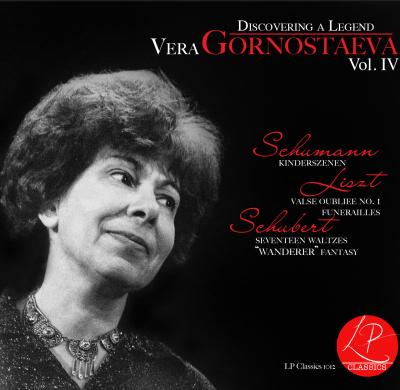 DISCOVERING A LEGEND
VERA GORNOSTAEVA
VOL. IV
Schumann
KINDERSZENEN
Liszt
VALSE OUBLIEE NO. 1
FUNERAILLES
Schubert
SEVENTEEN WALTZES
"WANDERER" FANTASY
LP Classics 1012
LP
CLASSICS